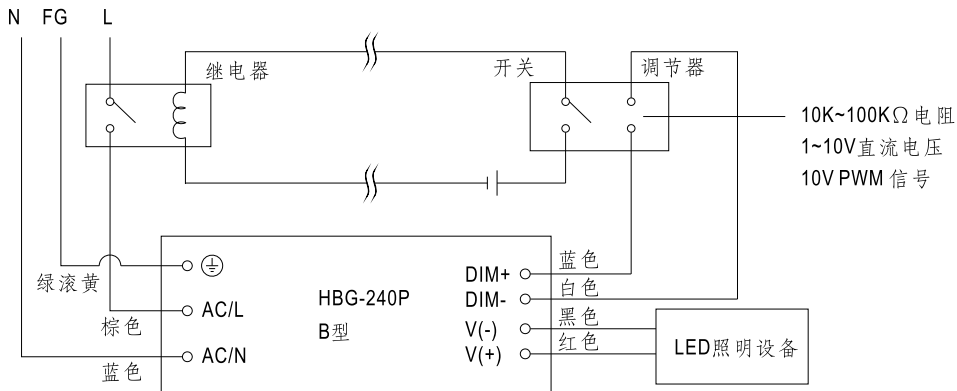 N FG L
继电器
开关
调节器
10K~100KΩ电阻
1~10V直流电压
10V PWM 信号
绿滚黄
棕色
蓝色
AC/L
AC/N
HBG-240P
B型
DIM+
DIM-
V(-)
V(+)
蓝色
白色
黑色
红色
LED照明设备